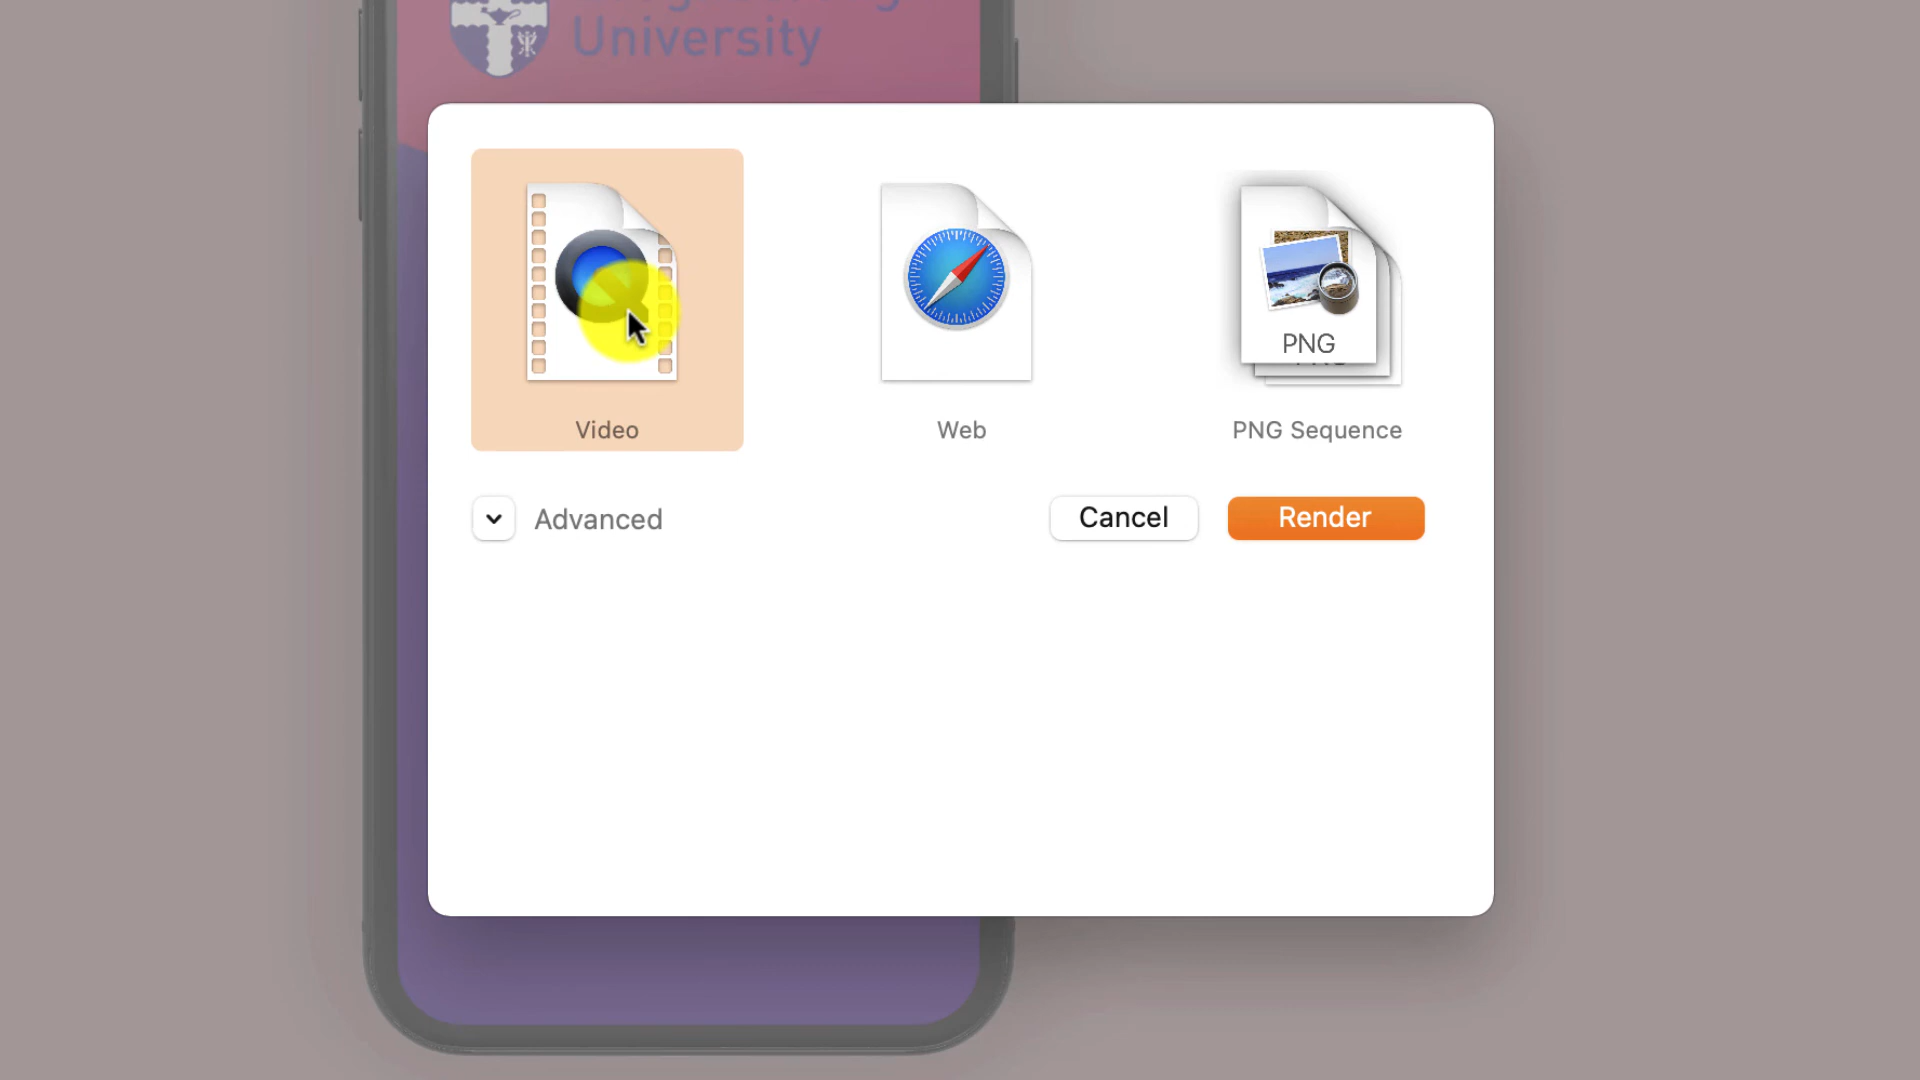 University
PNG
Video
Web
PNG Sequence
Advanced
Cancel
Render